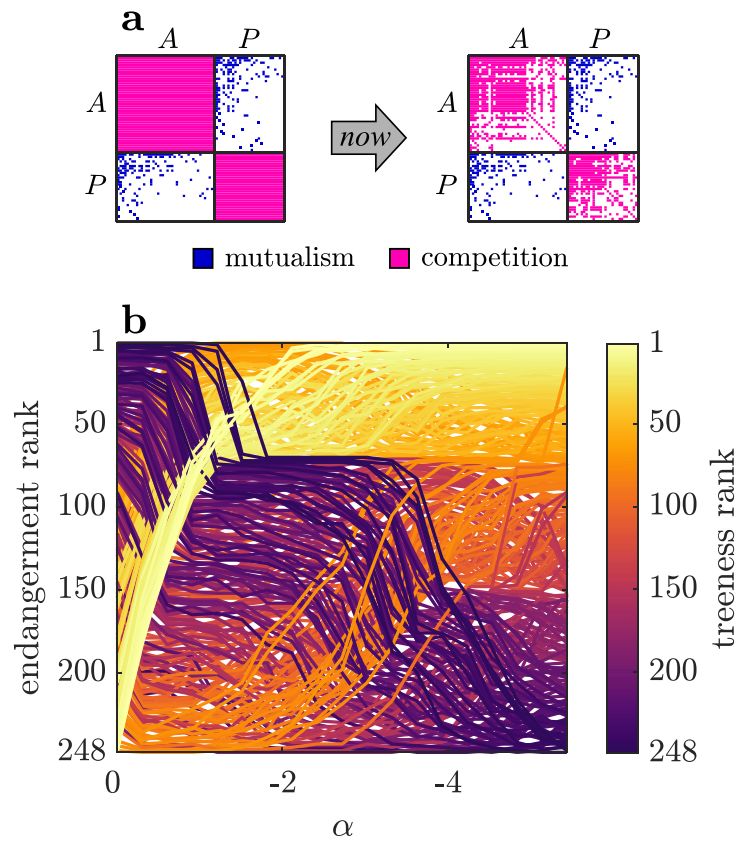 a
A P A P
A now A
P P
mutualism competition
b
endangerment rank
1
50
100
150
200
248
0 -2 -4
α
1
50
100
150
200
248
treeness rank